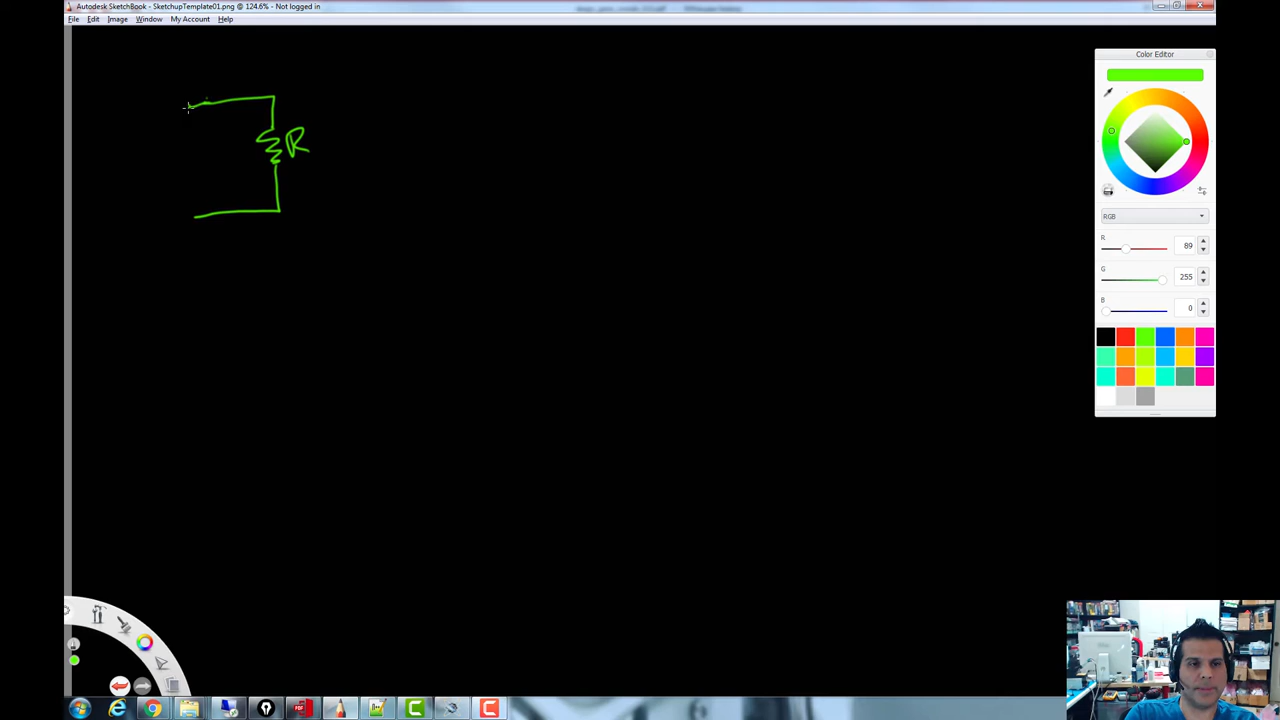 Autodesk SketchBook - SketchupTemplate01.png @ 124.6% - Not logged in
File Edit Image Window My Account Help
Color Editor
R
RGB
R 89
G 255
B 0
PDF